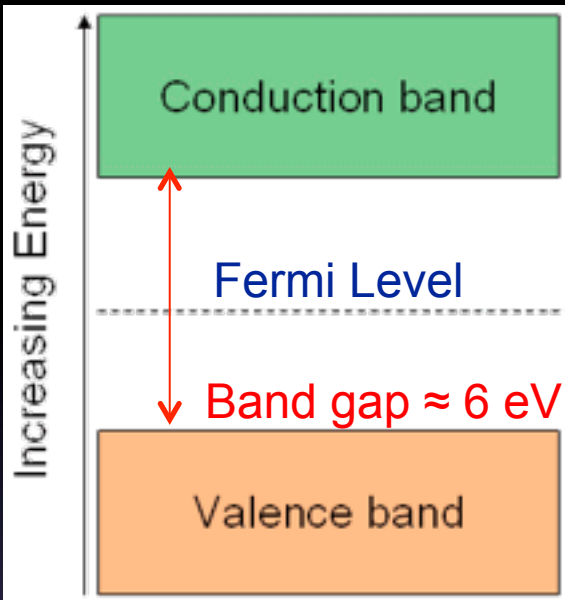 Increasing Energy
Conduction band
Fermi Level
Band gap ≈ 6 eV
Valence band